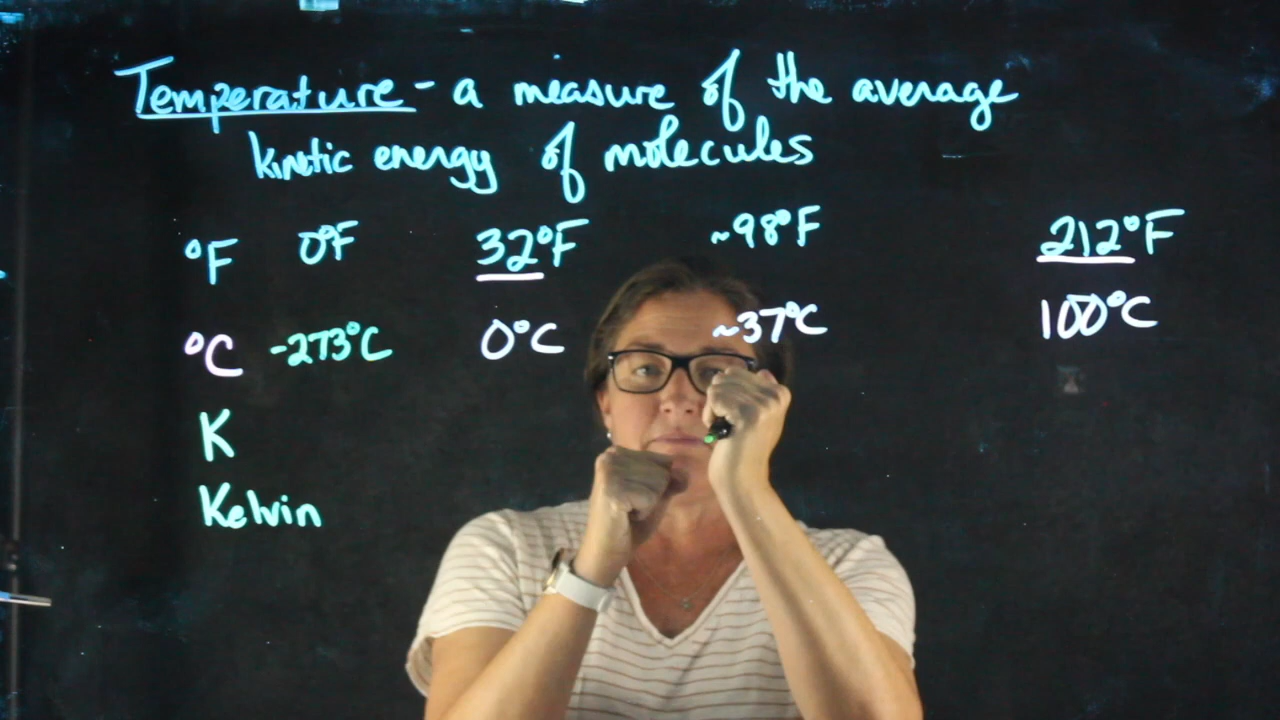 Temperature - a measure of the average
kinetic energy of molecules
°F 0°F 32°F ~98°F 212°F
°C -273°C 0°C ~37°C 100°C
K
Kelvin